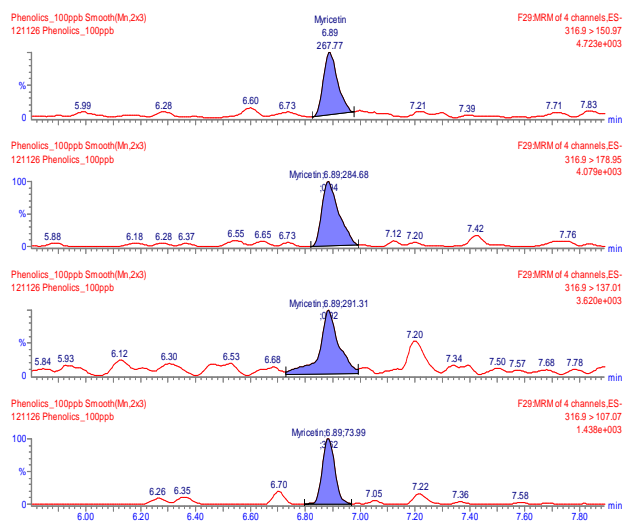 Phenolics_100ppb Smooth(Mn,2x3)
121126 Phenolics_100ppb
F29:MRM of 4 channels,ES-
316.9 > 150.97
4.723e+003
Myricetin
6.89
267.77
%
0
5.99 6.28 6.60 6.73 7.21 7.39 7.71 7.83
min
Phenolics_100ppb Smooth(Mn,2x3)
121126 Phenolics_100ppb
F29:MRM of 4 channels,ES-
316.9 > 178.95
4.079e+003
Myricetin;6.89;284.68
100
%
0
5.88 6.18 6.28 6.37 6.55 6.65 6.73 7.12 7.20 7.42 7.76
min
Phenolics_100ppb Smooth(Mn,2x3)
121126 Phenolics_100ppb
F29:MRM of 4 channels,ES-
316.9 > 137.01
3.620e+003
Myricetin;6.89;291.31
%
0
5.84 5.93 6.12 6.30 6.53 6.68 7.20 7.34 7.50 7.57 7.68 7.78
min
Phenolics_100ppb Smooth(Mn,2x3)
121126 Phenolics_100ppb
F29:MRM of 4 channels,ES-
316.9 > 107.07
1.438e+003
Myricetin;6.89;73.99
100
%
0
6.26 6.35 6.70 7.05 7.22 7.36 7.58
min
6.00 6.20 6.40 6.60 6.80 7.00 7.20 7.40 7.60 7.80